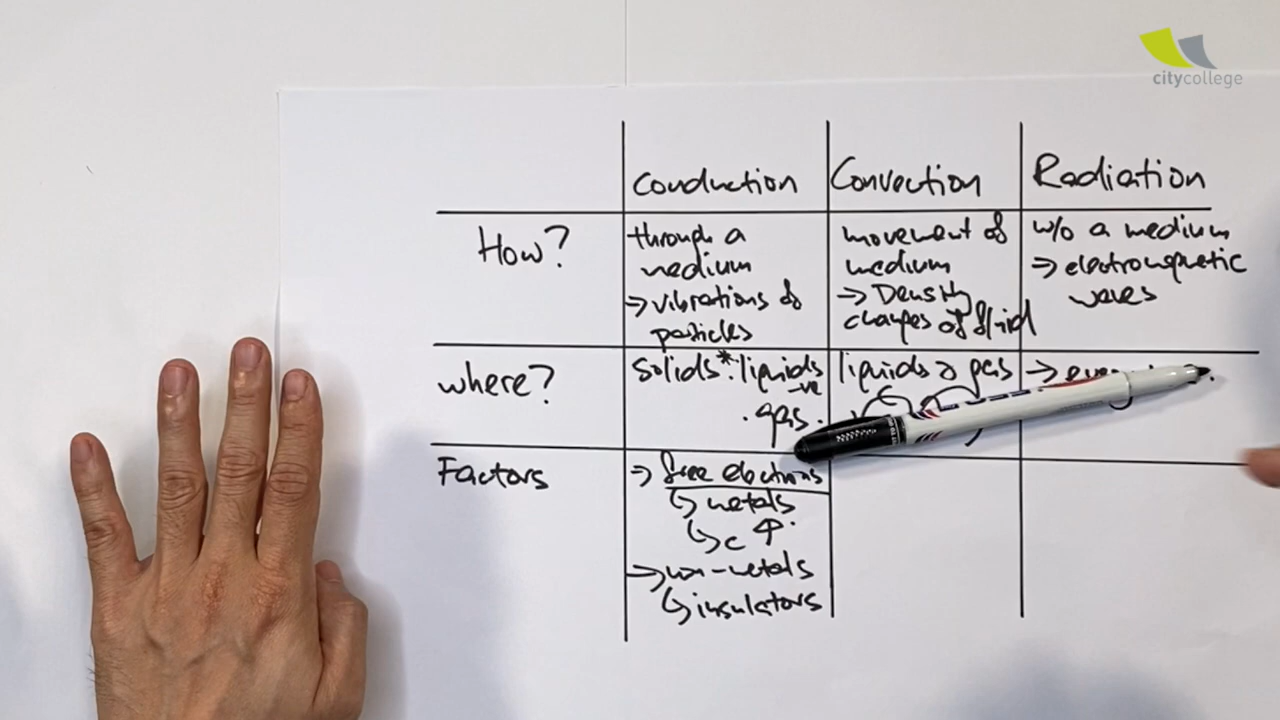 citycollege
Conduction Convection Radiation
How?
through a
medium
→ vibrations of
particles
movement of
medium
→ Density
changes of fluid
w/o a medium
→ electromagnetic
waves
where?
solids* . liquids
-ve
. gas .
liquids & gas
→
Factors
→ free electrons
↳ metals
↳ c ↑
→ non-metals
↳ insulators